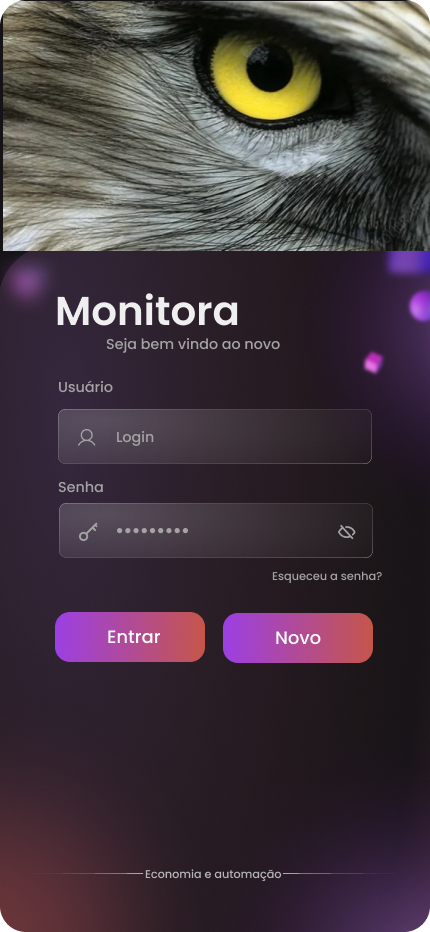 Monitora
Seja bem vindo ao novo
Usuário
Login
Senha
•••••••••
Esqueceu a senha?
Entrar
Novo
Economia e automação